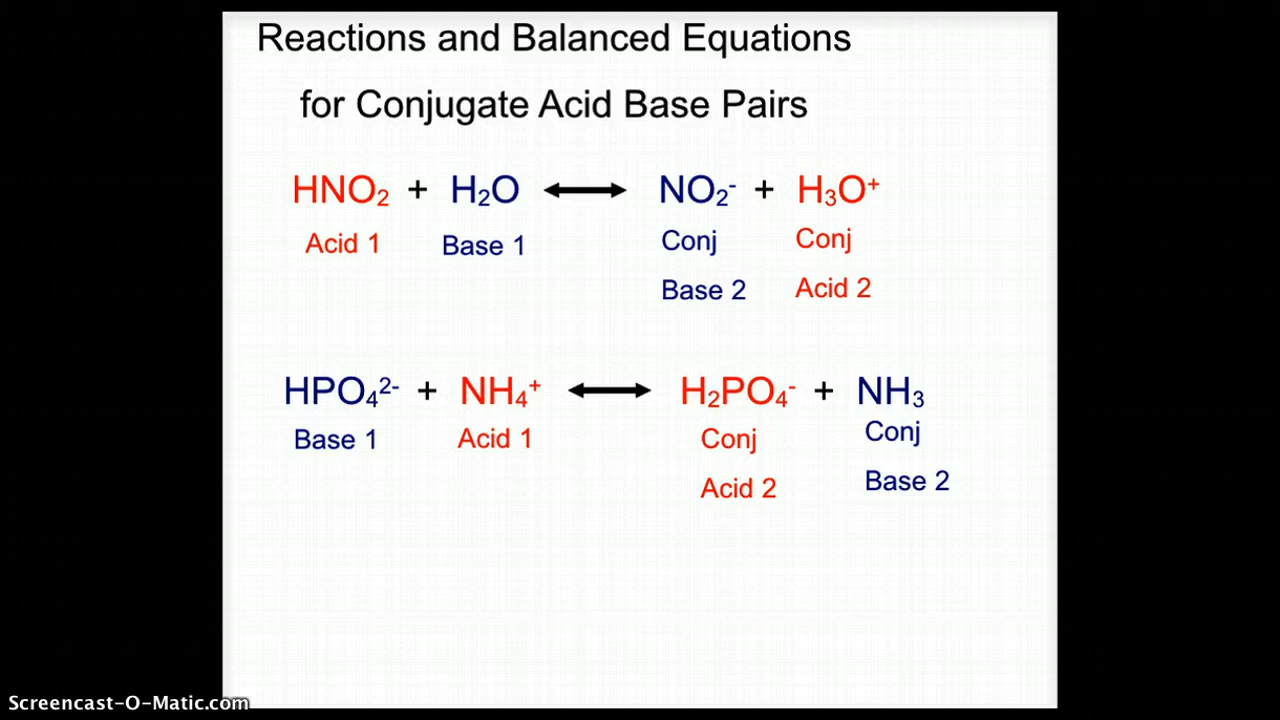 Reactions and Balanced Equations
for Conjugate Acid Base Pairs
HNO₂ + H₂O ⟷ NO₂⁻ + H₃O⁺
Acid 1 Base 1 Conj Conj
Base 2 Acid 2
HPO₄²⁻ + NH₄⁺ ⟷ H₂PO₄⁻ + NH₃
Base 1 Acid 1 Conj Conj
Acid 2 Base 2
Screencast-O-Matic.com